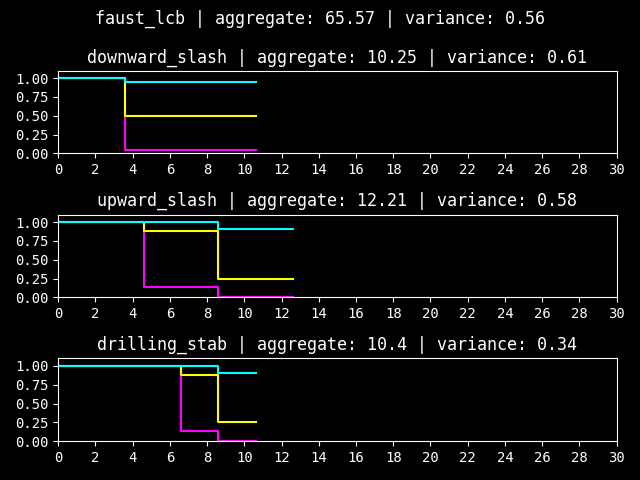 faust_lcb | aggregate: 65.57 | variance: 0.56
downward_slash | aggregate: 10.25 | variance: 0.61
1.00
0.75
0.50
0.25
0.00
0 2 4 6 8 10 12 14 16 18 20 22 24 26 28 30
upward_slash | aggregate: 12.21 | variance: 0.58
1.00
0.75
0.50
0.25
0.00
0 2 4 6 8 10 12 14 16 18 20 22 24 26 28 30
drilling_stab | aggregate: 10.4 | variance: 0.34
1.00
0.75
0.50
0.25
0.00
0 2 4 6 8 10 12 14 16 18 20 22 24 26 28 30